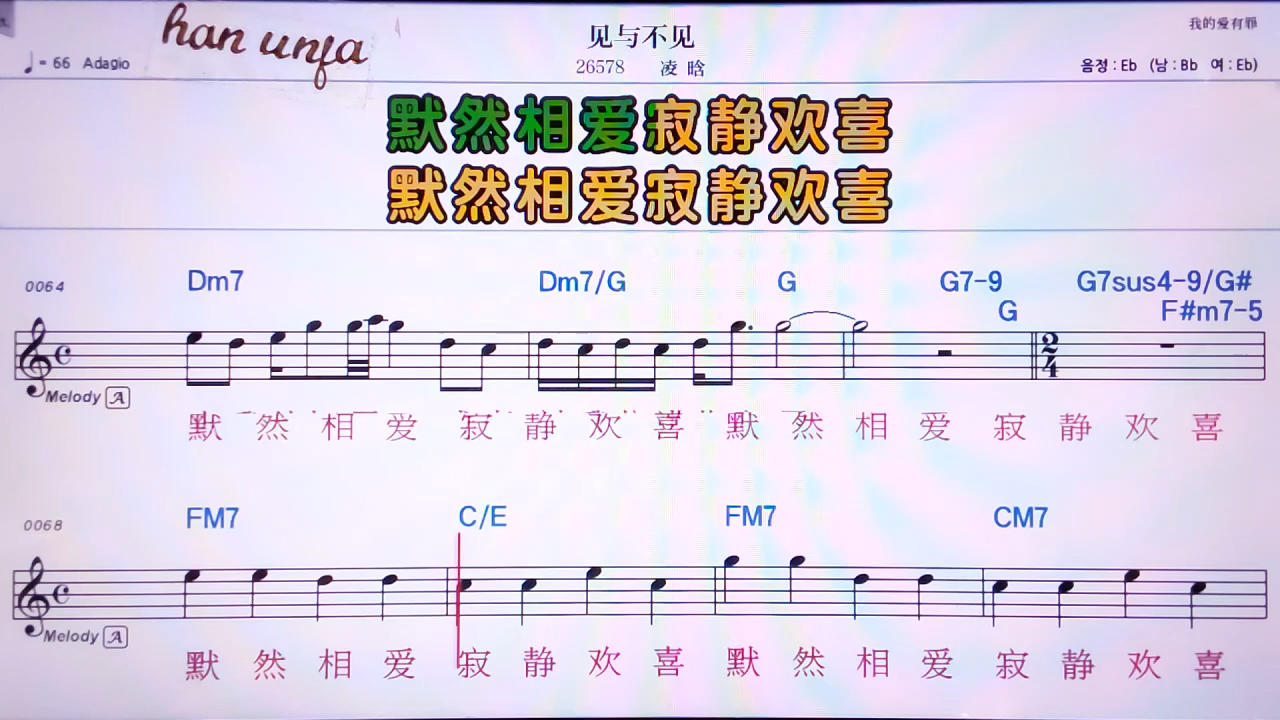 han unfa
见与不见
我的爱有罪
♩= 66 Adagio
26578 凌晗
음정 : Eb (남 : Bb 여 : Eb)
默然相爱寂静欢喜
默然相爱寂静欢喜
0064 Dm7 Dm7/G G G7-9 G7sus4-9/G#
G F#m7-5
2
4
Melody A
默 然 相 爱 寂 静 欢 喜 默 然 相 爱 寂 静 欢 喜
0068 FM7 C/E FM7 CM7
Melody A
默 然 相 爱 寂 静 欢 喜 默 然 相 爱 寂 静 欢 喜